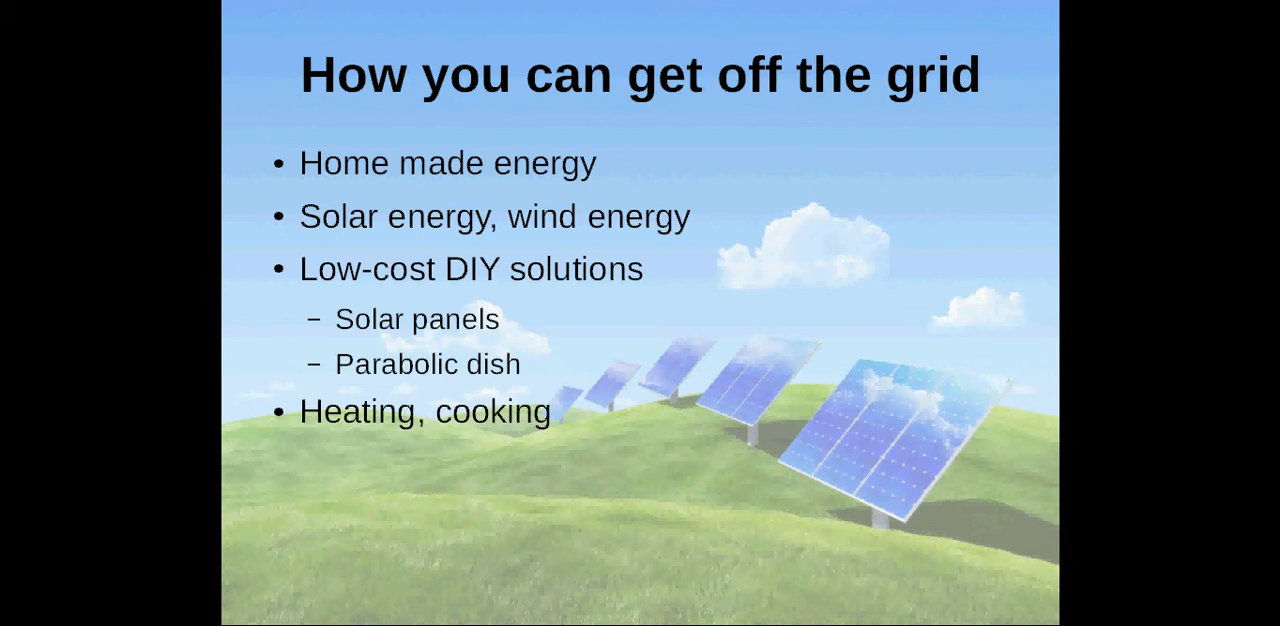 How you can get off the grid
• Home made energy
• Solar energy, wind energy
• Low-cost DIY solutions
– Solar panels
– Parabolic dish
• Heating, cooking